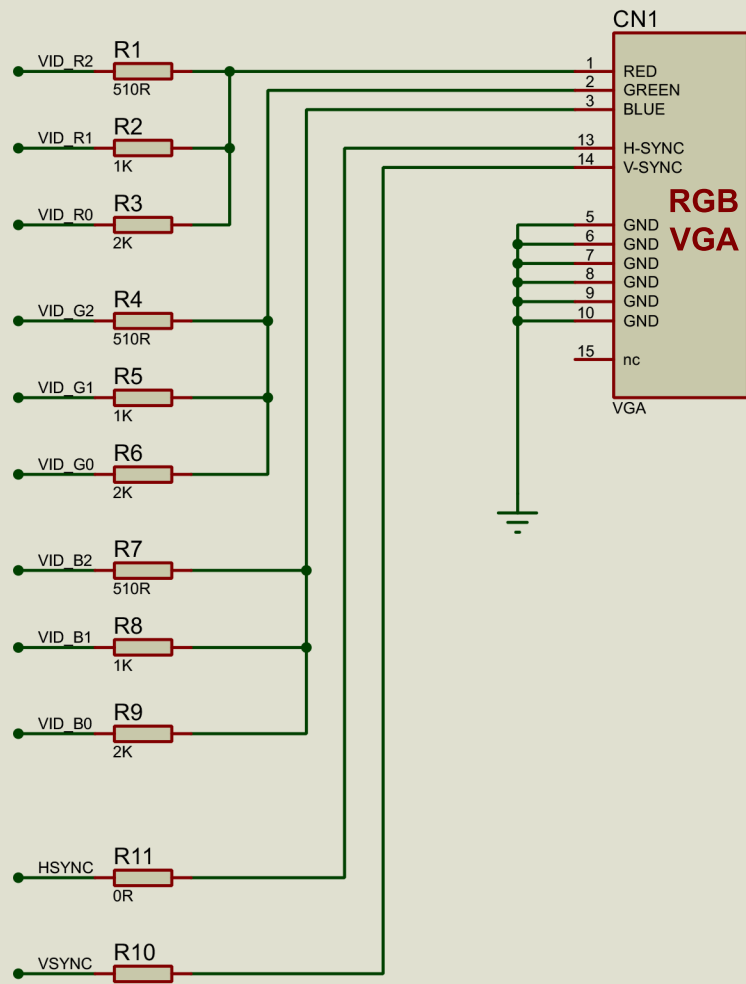 CN1
VID_R2
R1
510R
VID_R1
R2
1K
VID_R0
R3
2K
VID_G2
R4
510R
VID_G1
R5
1K
VID_G0
R6
2K
VID_B2
R7
510R
VID_B1
R8
1K
VID_B0
R9
2K
HSYNC
R11
0R
VSYNC
R10
1 RED
2 GREEN
3 BLUE
13 H-SYNC
14 V-SYNC
RGB
VGA
5 GND
6 GND
7 GND
8 GND
9 GND
10 GND
15 nc
VGA